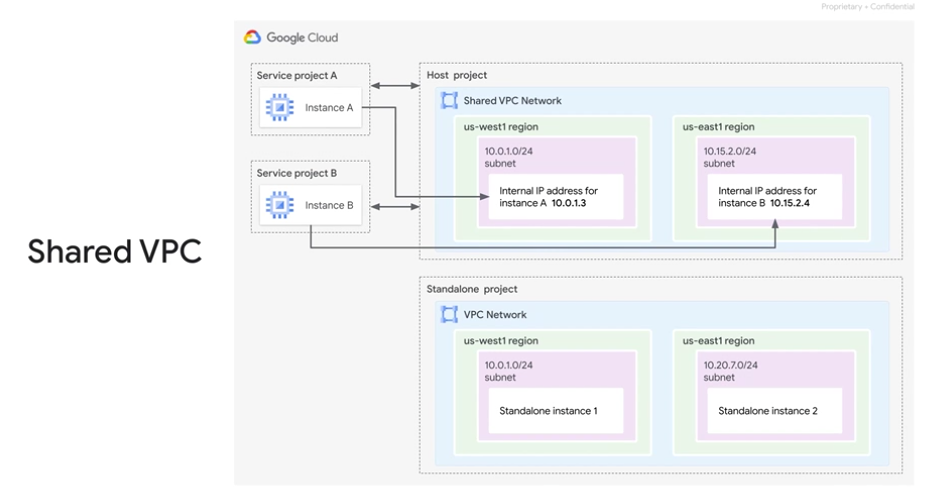 Proprietary + Confidential
Google Cloud
Service project A
Instance A
Service project B
Instance B
Shared VPC
Host project
Shared VPC Network
us-west1 region
10.0.1.0/24
subnet
Internal IP address for
instance A 10.0.1.3
us-east1 region
10.15.2.0/24
subnet
Internal IP address for
instance B 10.15.2.4
Standalone project
VPC Network
us-west1 region
10.0.1.0/24
subnet
Standalone instance 1
us-east1 region
10.20.7.0/24
subnet
Standalone instance 2